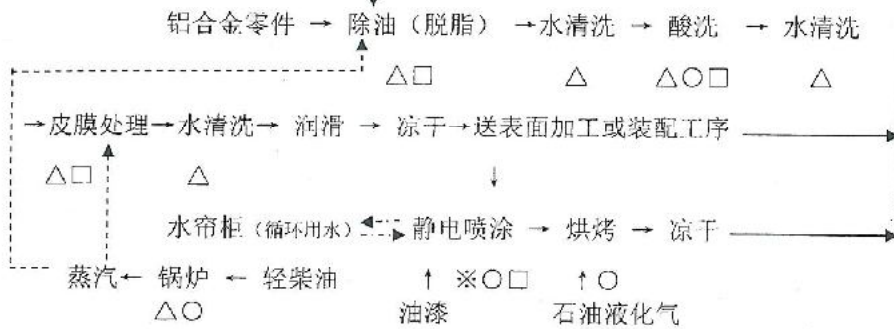 铝合金零件 → 除油（脱脂） →水清洗 → 酸洗 → 水清洗
△□ △ △○□ △
→皮膜处理→水清洗→ 润滑 → 凉干→送表面加工或装配工序
△□ △ ↓
水帘柜（循环用水） 静电喷涂 → 烘烤 → 凉干
蒸汽← 锅炉 ← 轻柴油 ↑ ※○□ ↑○
△○ 油漆 石油液化气